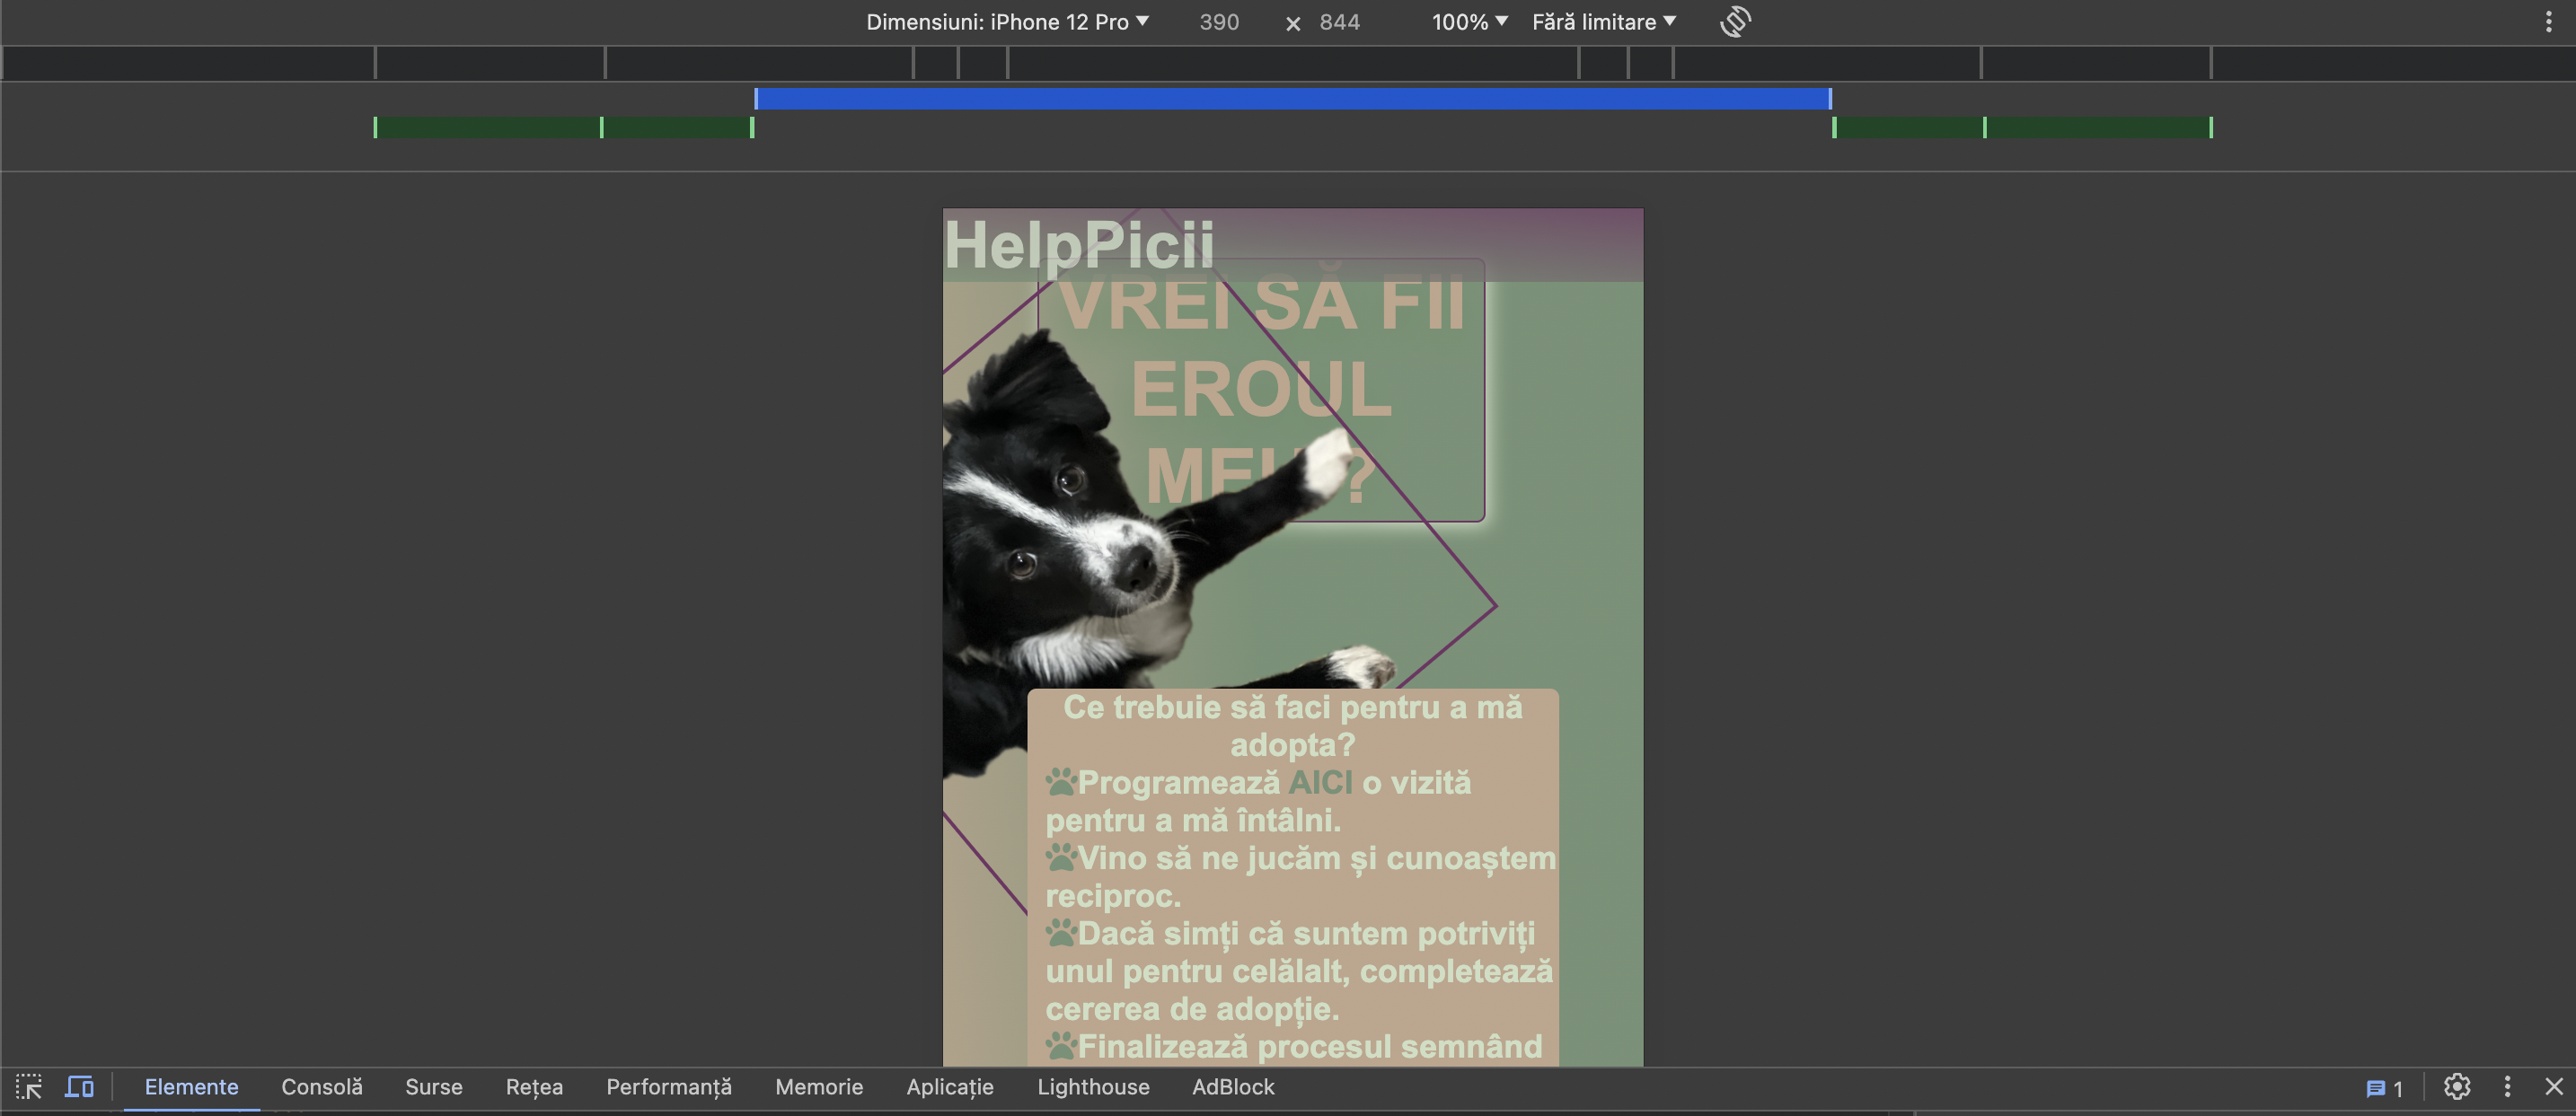 Dimensiuni: iPhone 12 Pro 390 × 844 100% Fără limitare
HelpPicii
VREI SĂ FII
EROUL
MEU?
Ce trebuie să faci pentru a mă
adopta?
Programează AICI o vizită
pentru a mă întâlni.
Vino să ne jucăm și cunoaștem
reciproc.
Dacă simți că suntem potriviți
unul pentru celălalt, completează
cererea de adopție.
Finalizează procesul semnând
Elemente Consolă Surse Rețea Performanță Memorie Aplicație Lighthouse AdBlock 1